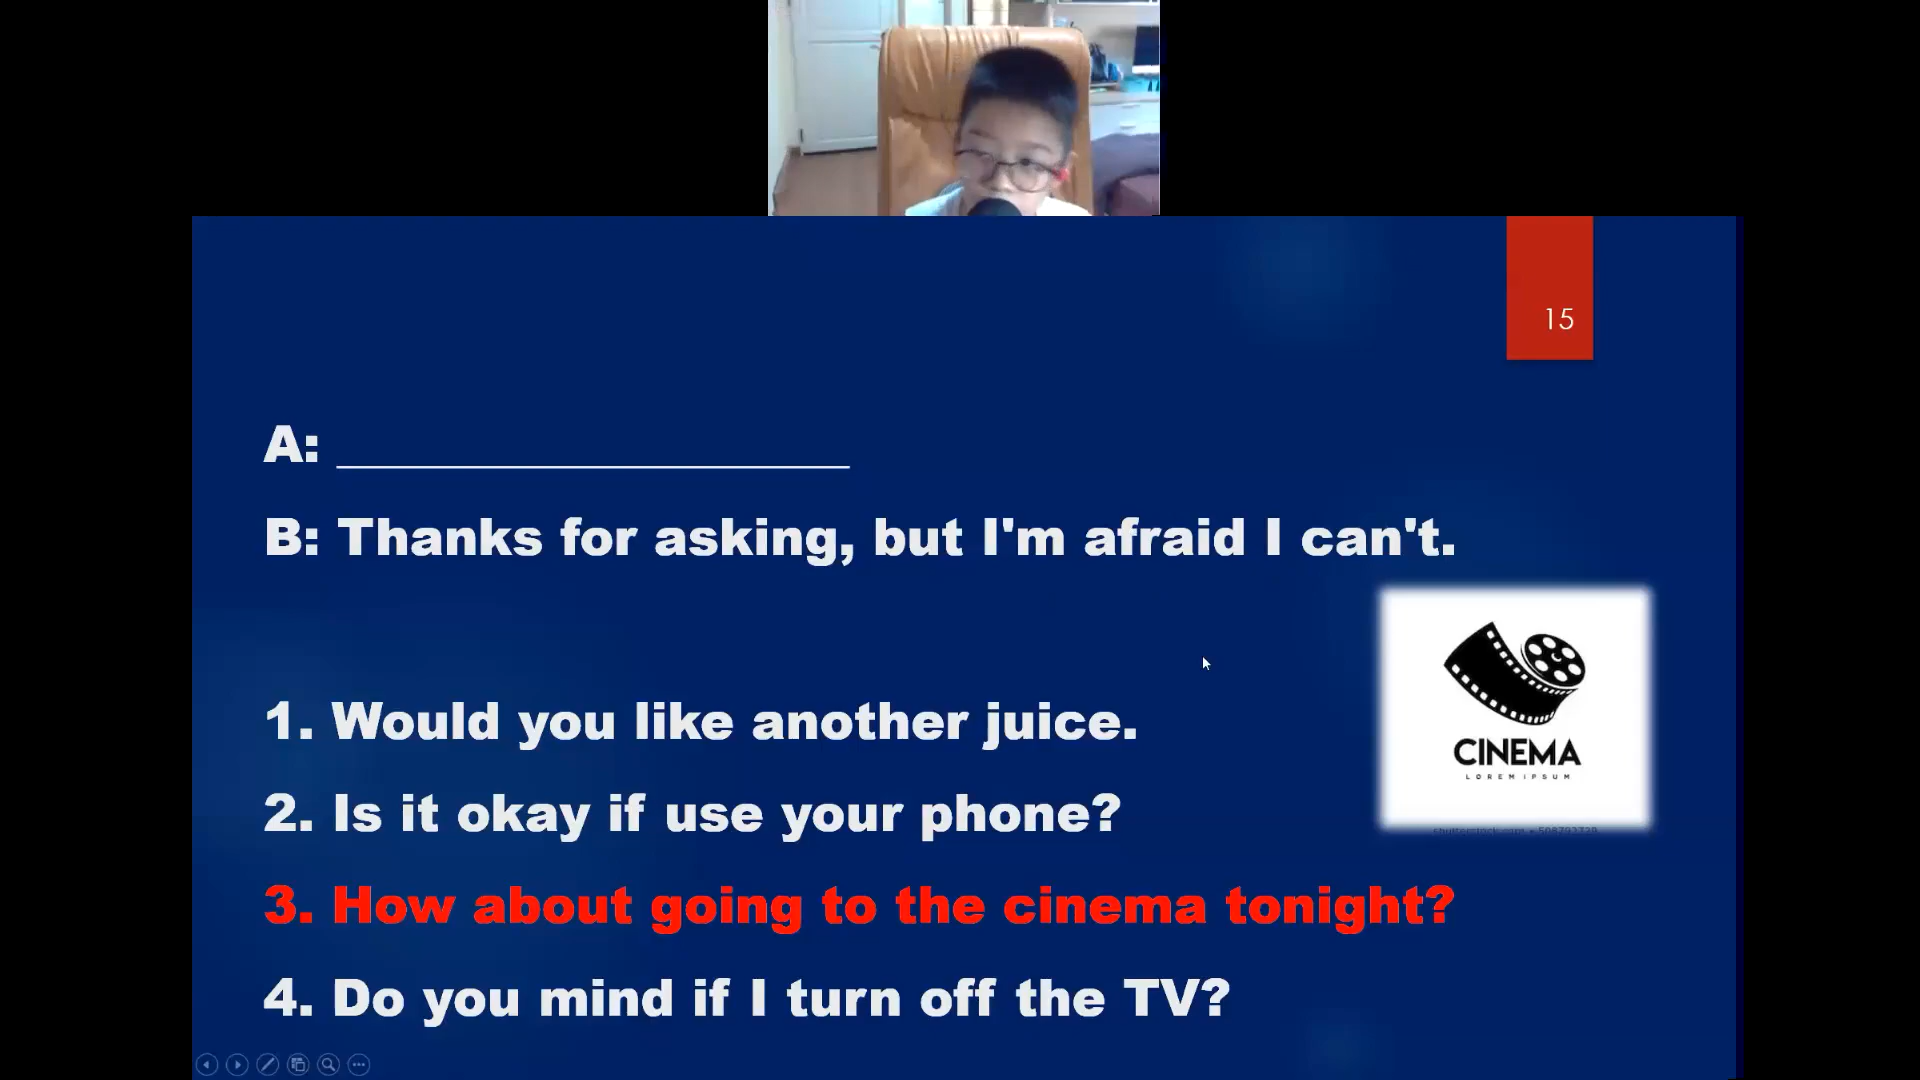 15
A: ____________________
B: Thanks for asking, but I'm afraid I can't.
CINEMA
LOREM IPSUM
1. Would you like another juice.
2. Is it okay if use your phone?
3. How about going to the cinema tonight?
4. Do you mind if I turn off the TV?